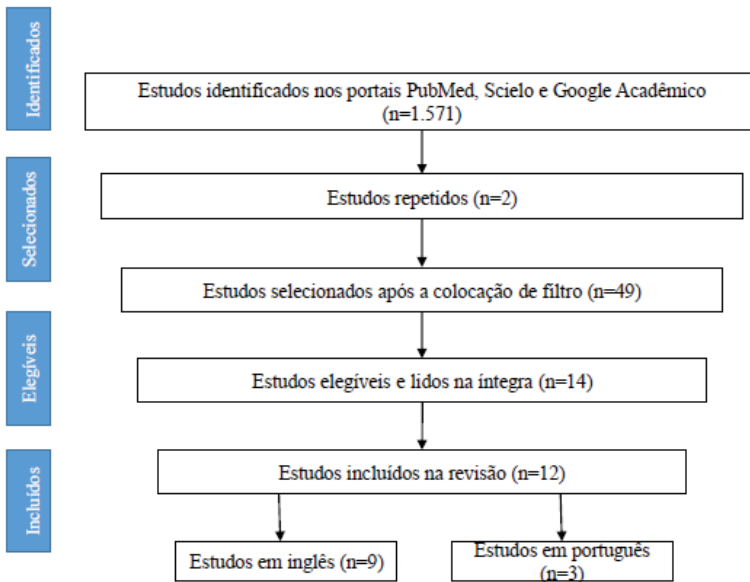 Identificados
Estudos identificados nos portais PubMed, Scielo e Google Acadêmico
(n=1.571)
Selecionados
Estudos repetidos (n=2)
Estudos selecionados após a colocação de filtro (n=49)
Elegíveis
Estudos elegíveis e lidos na íntegra (n=14)
Incluídos
Estudos incluídos na revisão (n=12)
Estudos em inglês (n=9)
Estudos em português
(n=3)